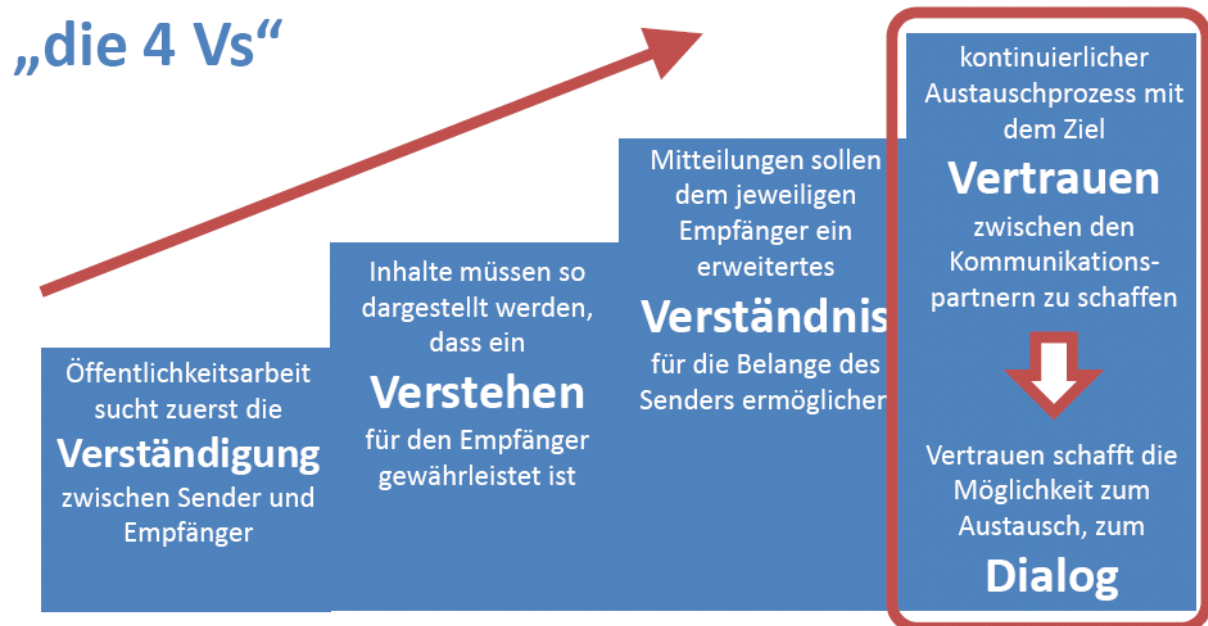 „die 4 Vs“
Öffentlichkeitsarbeit
sucht zuerst die
Verständigung
zwischen Sender und
Empfänger
Inhalte müssen so
dargestellt werden,
dass ein
Verstehen
für den Empfänger
gewährleistet ist
Mitteilungen sollen
dem jeweiligen
Empfänger ein
erweitertes
Verständnis
für die Belange des
Senders ermöglichen
kontinuierlicher
Austauschprozess mit
dem Ziel
Vertrauen
zwischen den
Kommunikations-
partnern zu schaffen
Vertrauen schafft die
Möglichkeit zum
Austausch, zum
Dialog